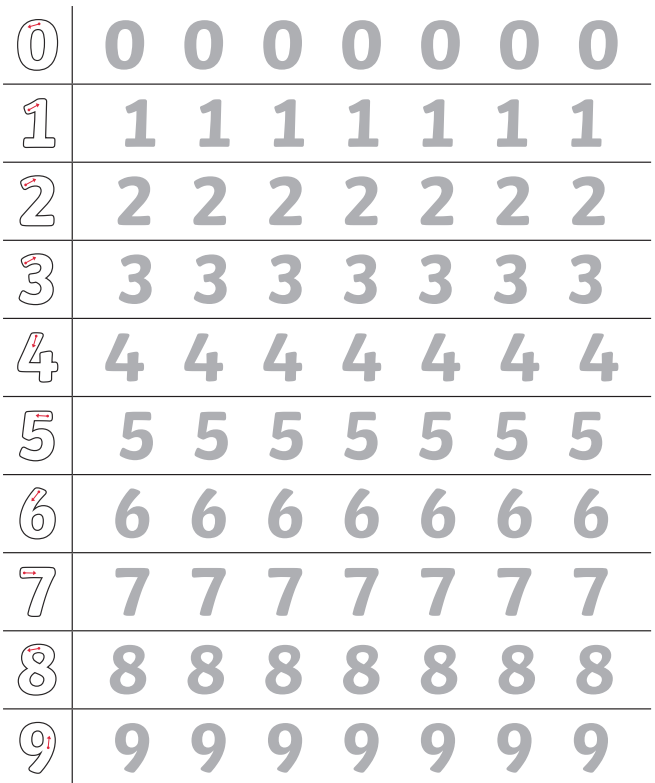 0 0 0 0 0 0 0 0
1 1 1 1 1 1 1 1
2 2 2 2 2 2 2 2
3 3 3 3 3 3 3 3
4 4 4 4 4 4 4 4
5 5 5 5 5 5 5 5
6 6 6 6 6 6 6 6
7 7 7 7 7 7 7 7
8 8 8 8 8 8 8 8
9 9 9 9 9 9 9 9